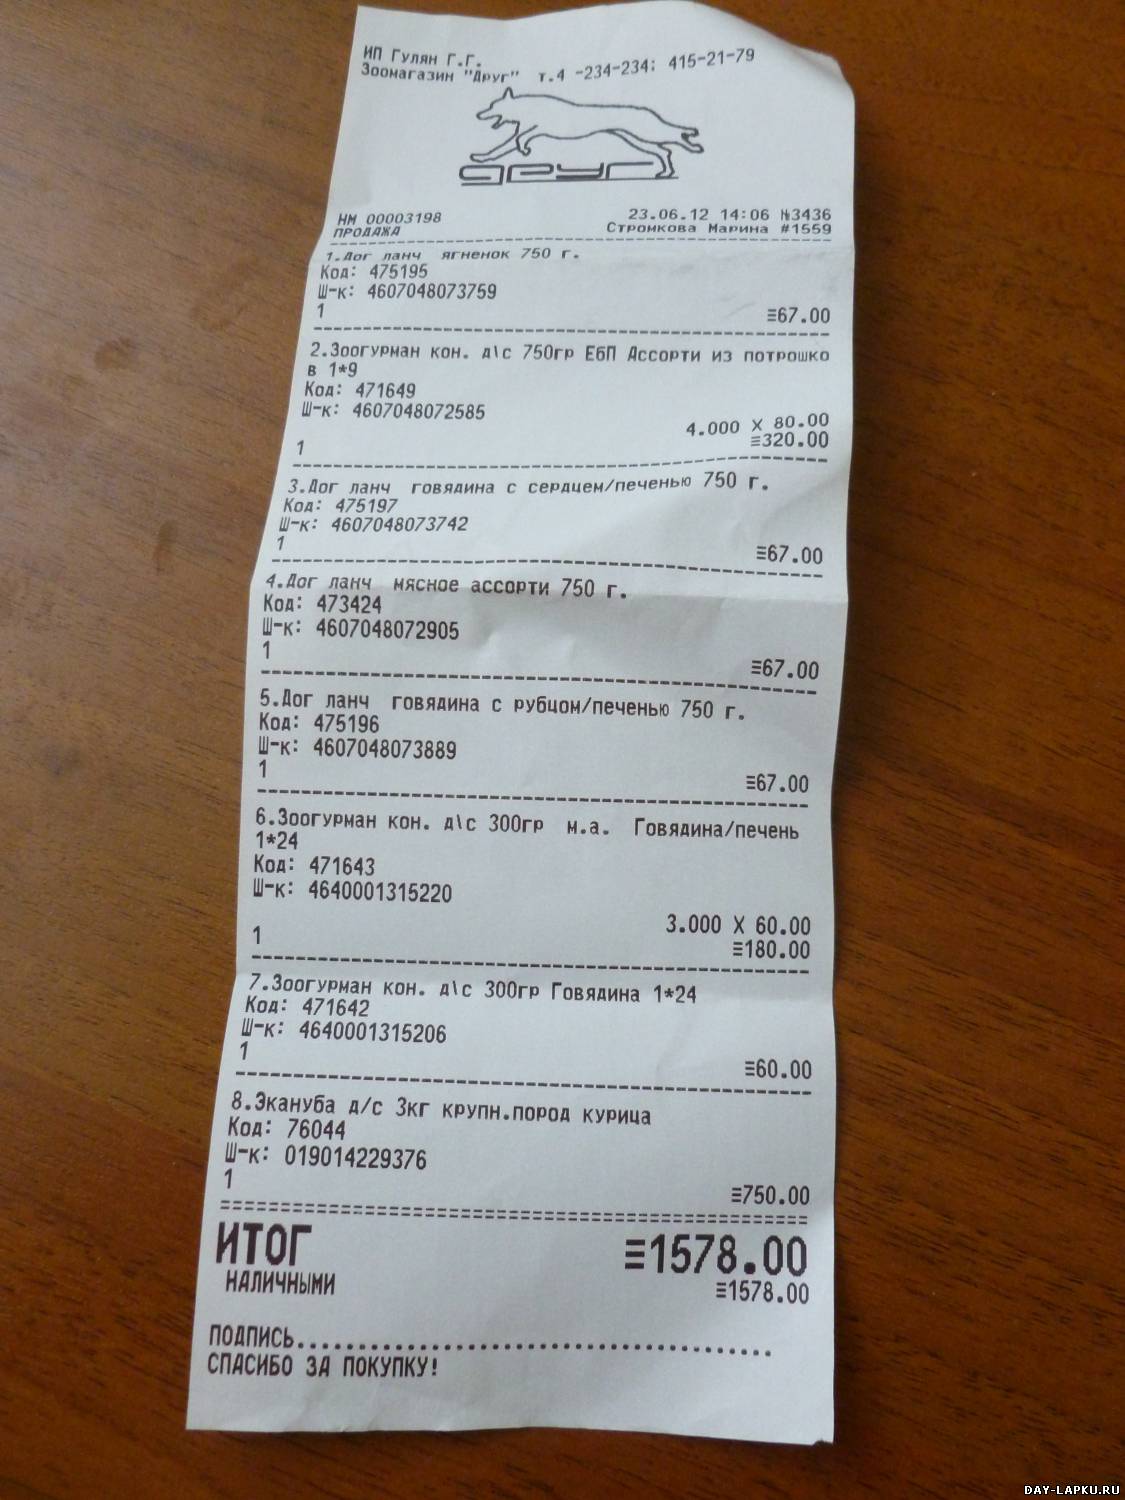 ИП Гулян Г.Г.
Зоомагазин "Друг" т.4 -234-234; 415-21-79
друг
НМ 00003198 23.06.12 14:06 №3436
ПРОДАЖА Стромкова Марина #1559
1.Дог ланч ягненок 750 г.
Код: 475195
Ш-к: 4607048073759
1 ≡67.00
2.Зоогурман кон. д\с 750гр ЕбП Ассорти из потрошко
в 1*9
Код: 471649
Ш-к: 4607048072585
4.000 X 80.00
1 ≡320.00
3.Дог ланч говядина с сердцем/печенью 750 г.
Код: 475197
Ш-к: 4607048073742
1 ≡67.00
4.Дог ланч мясное ассорти 750 г.
Код: 473424
Ш-к: 4607048072905
1 ≡67.00
5.Дог ланч говядина с рубцом/печенью 750 г.
Код: 475196
Ш-к: 4607048073889
1 ≡67.00
6.Зоогурман кон. д\с 300гр м.а. Говядина/печень
1*24
Код: 471643
Ш-к: 4640001315220
3.000 X 60.00
1 ≡180.00
7.Зоогурман кон. д\с 300гр Говядина 1*24
Код: 471642
Ш-к: 4640001315206
1 ≡60.00
8.Экануба д/с 3кг крупн.пород курица
Код: 76044
Ш-к: 019014229376
1 ≡750.00
ИТОГ ≡1578.00
НАЛИЧНЫМИ ≡1578.00
ПОДПИСЬ........................................
СПАСИБО ЗА ПОКУПКУ!
DAY-LAPKU.RU